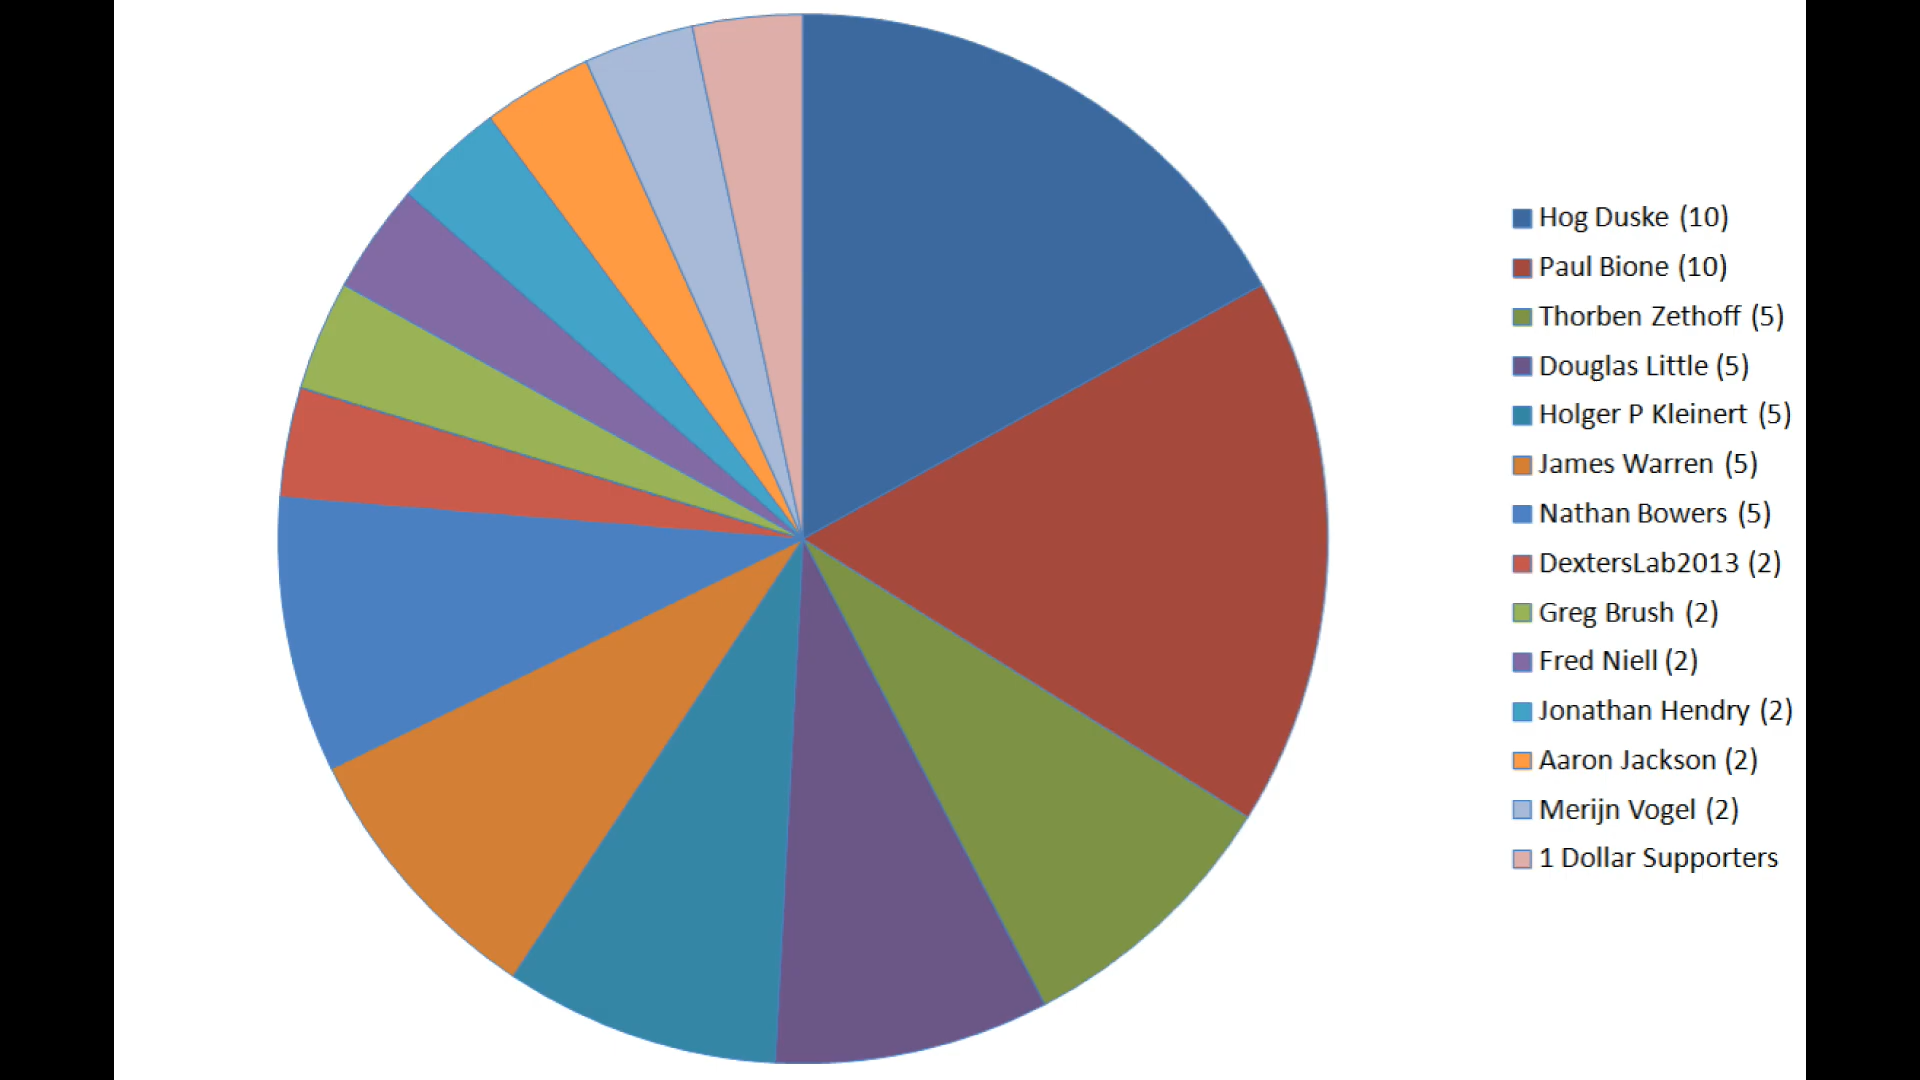 Hog Duske (10)
Paul Bione (10)
Thorben Zethoff (5)
Douglas Little (5)
Holger P Kleinert (5)
James Warren (5)
Nathan Bowers (5)
DextersLab2013 (2)
Greg Brush (2)
Fred Niell (2)
Jonathan Hendry (2)
Aaron Jackson (2)
Merijn Vogel (2)
1 Dollar Supporters